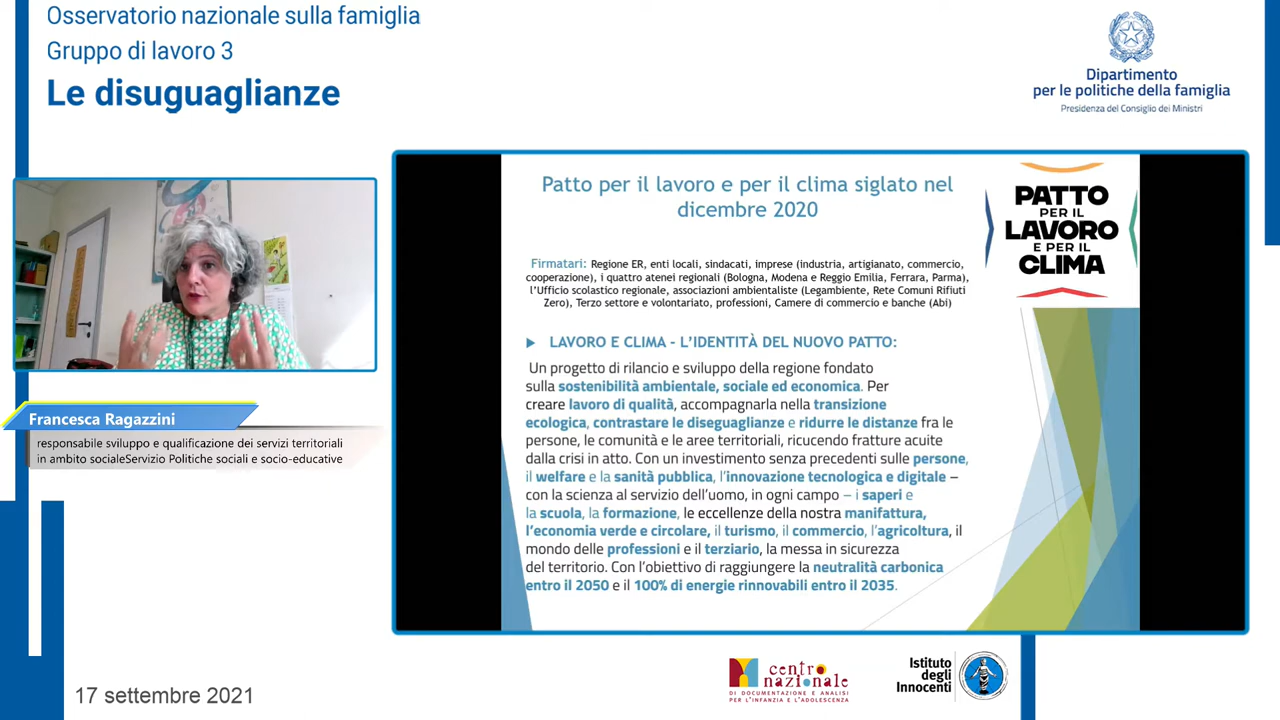 Osservatorio nazionale sulla famiglia
Gruppo di lavoro 3
Le disuguaglianze
Dipartimento
per le politiche della famiglia
Presidenza del Consiglio dei Ministri
Patto per il lavoro e per il clima siglato nel
dicembre 2020
PATTO
PER IL
LAVORO
E PER IL
CLIMA
Firmatari: Regione ER, enti locali, sindacati, imprese (industria, artigianato, commercio,
cooperazione), i quattro atenei regionali (Bologna, Modena e Reggio Emilia, Ferrara, Parma),
l'Ufficio scolastico regionale, associazioni ambientaliste (Legambiente, Rete Comuni Rifiuti
Zero), Terzo settore e volontariato, professioni, Camere di commercio e banche (Abi)
LAVORO E CLIMA - L'IDENTITÀ DEL NUOVO PATTO:
Un progetto di rilancio e sviluppo della regione fondato
sulla sostenibilità ambientale, sociale ed economica. Per
creare lavoro di qualità, accompagnarla nella transizione
ecologica, contrastare le diseguaglianze e ridurre le distanze fra le
persone, le comunità e le aree territoriali, ricucendo fratture acuite
dalla crisi in atto. Con un investimento senza precedenti sulle persone,
il welfare e la sanità pubblica, l'innovazione tecnologica e digitale –
con la scienza al servizio dell'uomo, in ogni campo – i saperi e
la scuola, la formazione, le eccellenze della nostra manifattura,
l'economia verde e circolare, il turismo, il commercio, l'agricoltura, il
mondo delle professioni e il terziario, la messa in sicurezza
del territorio. Con l'obiettivo di raggiungere la neutralità carbonica
entro il 2050 e il 100% di energie rinnovabili entro il 2035.
Francesca Ragazzini
responsabile sviluppo e qualificazione dei servizi territoriali
in ambito socialeServizio Politiche sociali e socio-educative
17 settembre 2021
centro
nazionale
DI DOCUMENTAZIONE E ANALISI
PER L'INFANZIA E L'ADOLESCENZA
Istituto
degli
Innocenti